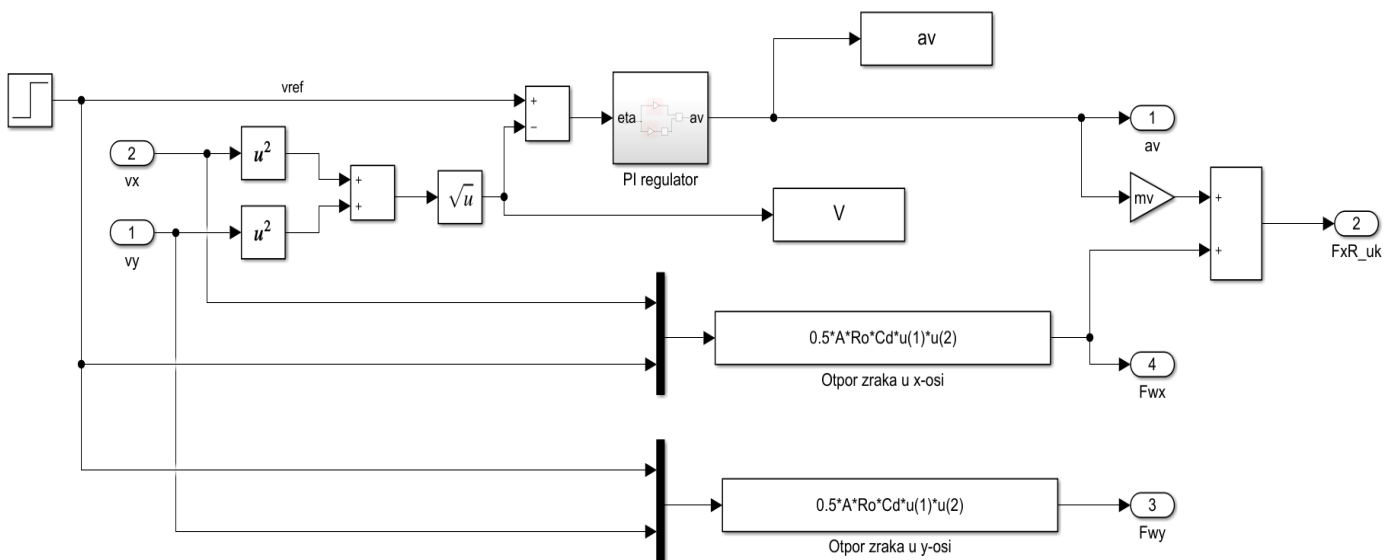 av
vref
+
−
eta
av
1
av
2
vx
u²
+
+
√u
PI regulator
mv
+
V
1
vy
u²
+
2
FxR_uk
0.5*A*Ro*Cd*u(1)*u(2)
Otpor zraka u x-osi
4
Fwx
0.5*A*Ro*Cd*u(1)*u(2)
Otpor zraka u y-osi
3
Fwy